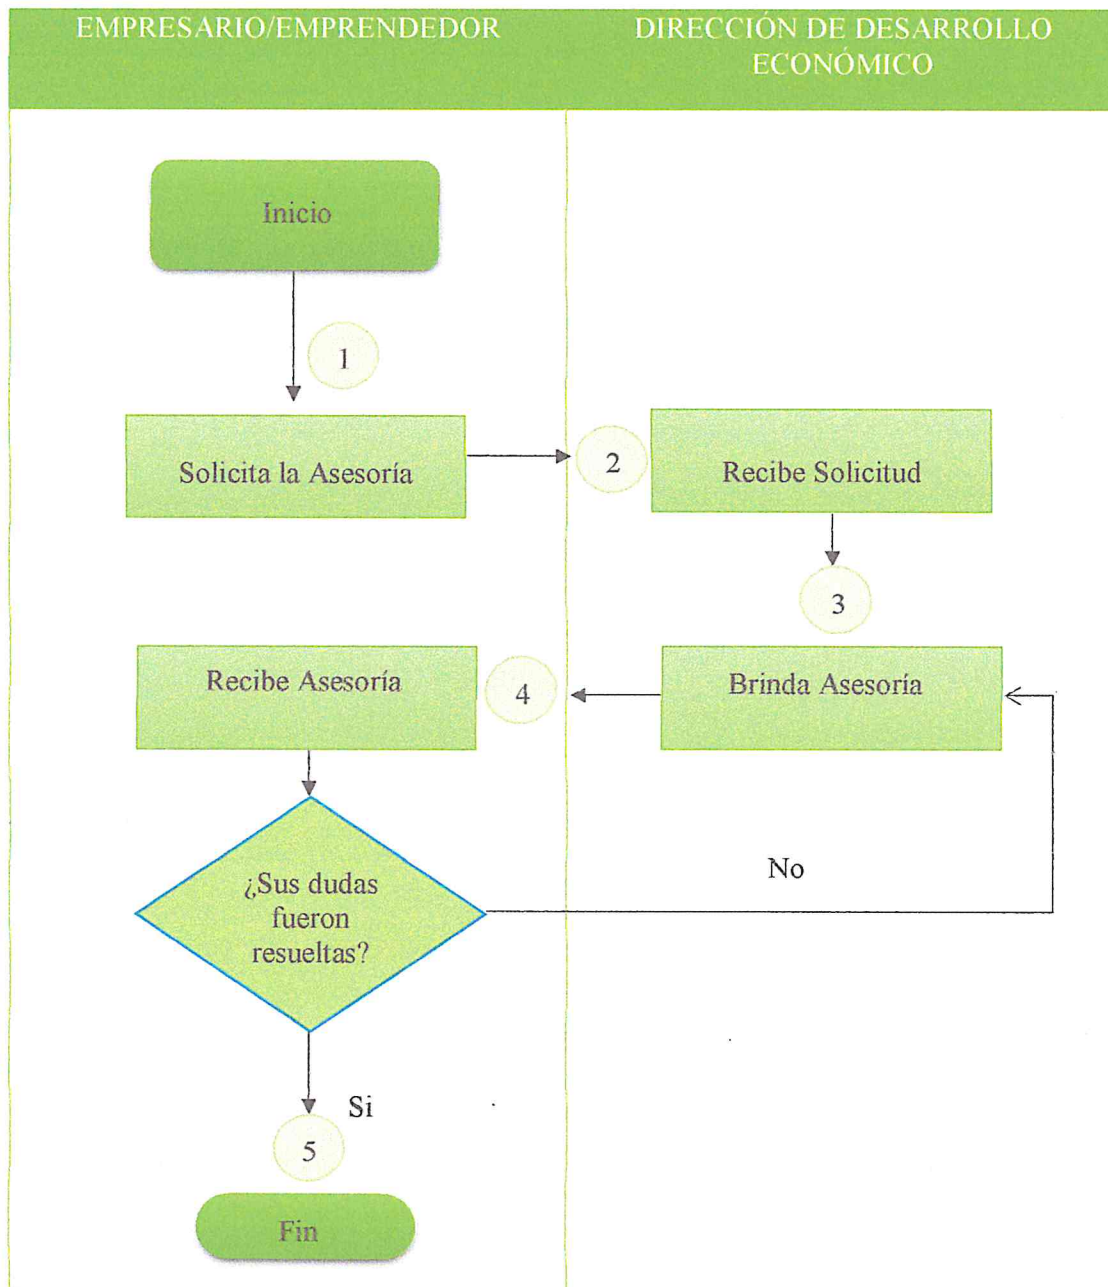 EMPRESARIO/EMPRENDEDOR
DIRECCIÓN DE DESARROLLO
ECONÓMICO
Inicio
1
Solicita la Asesoría
2
Recibe Solicitud
3
Recibe Asesoría
4
Brinda Asesoría
¿Sus dudas
fueron
resueltas?
No
Si
5
Fin